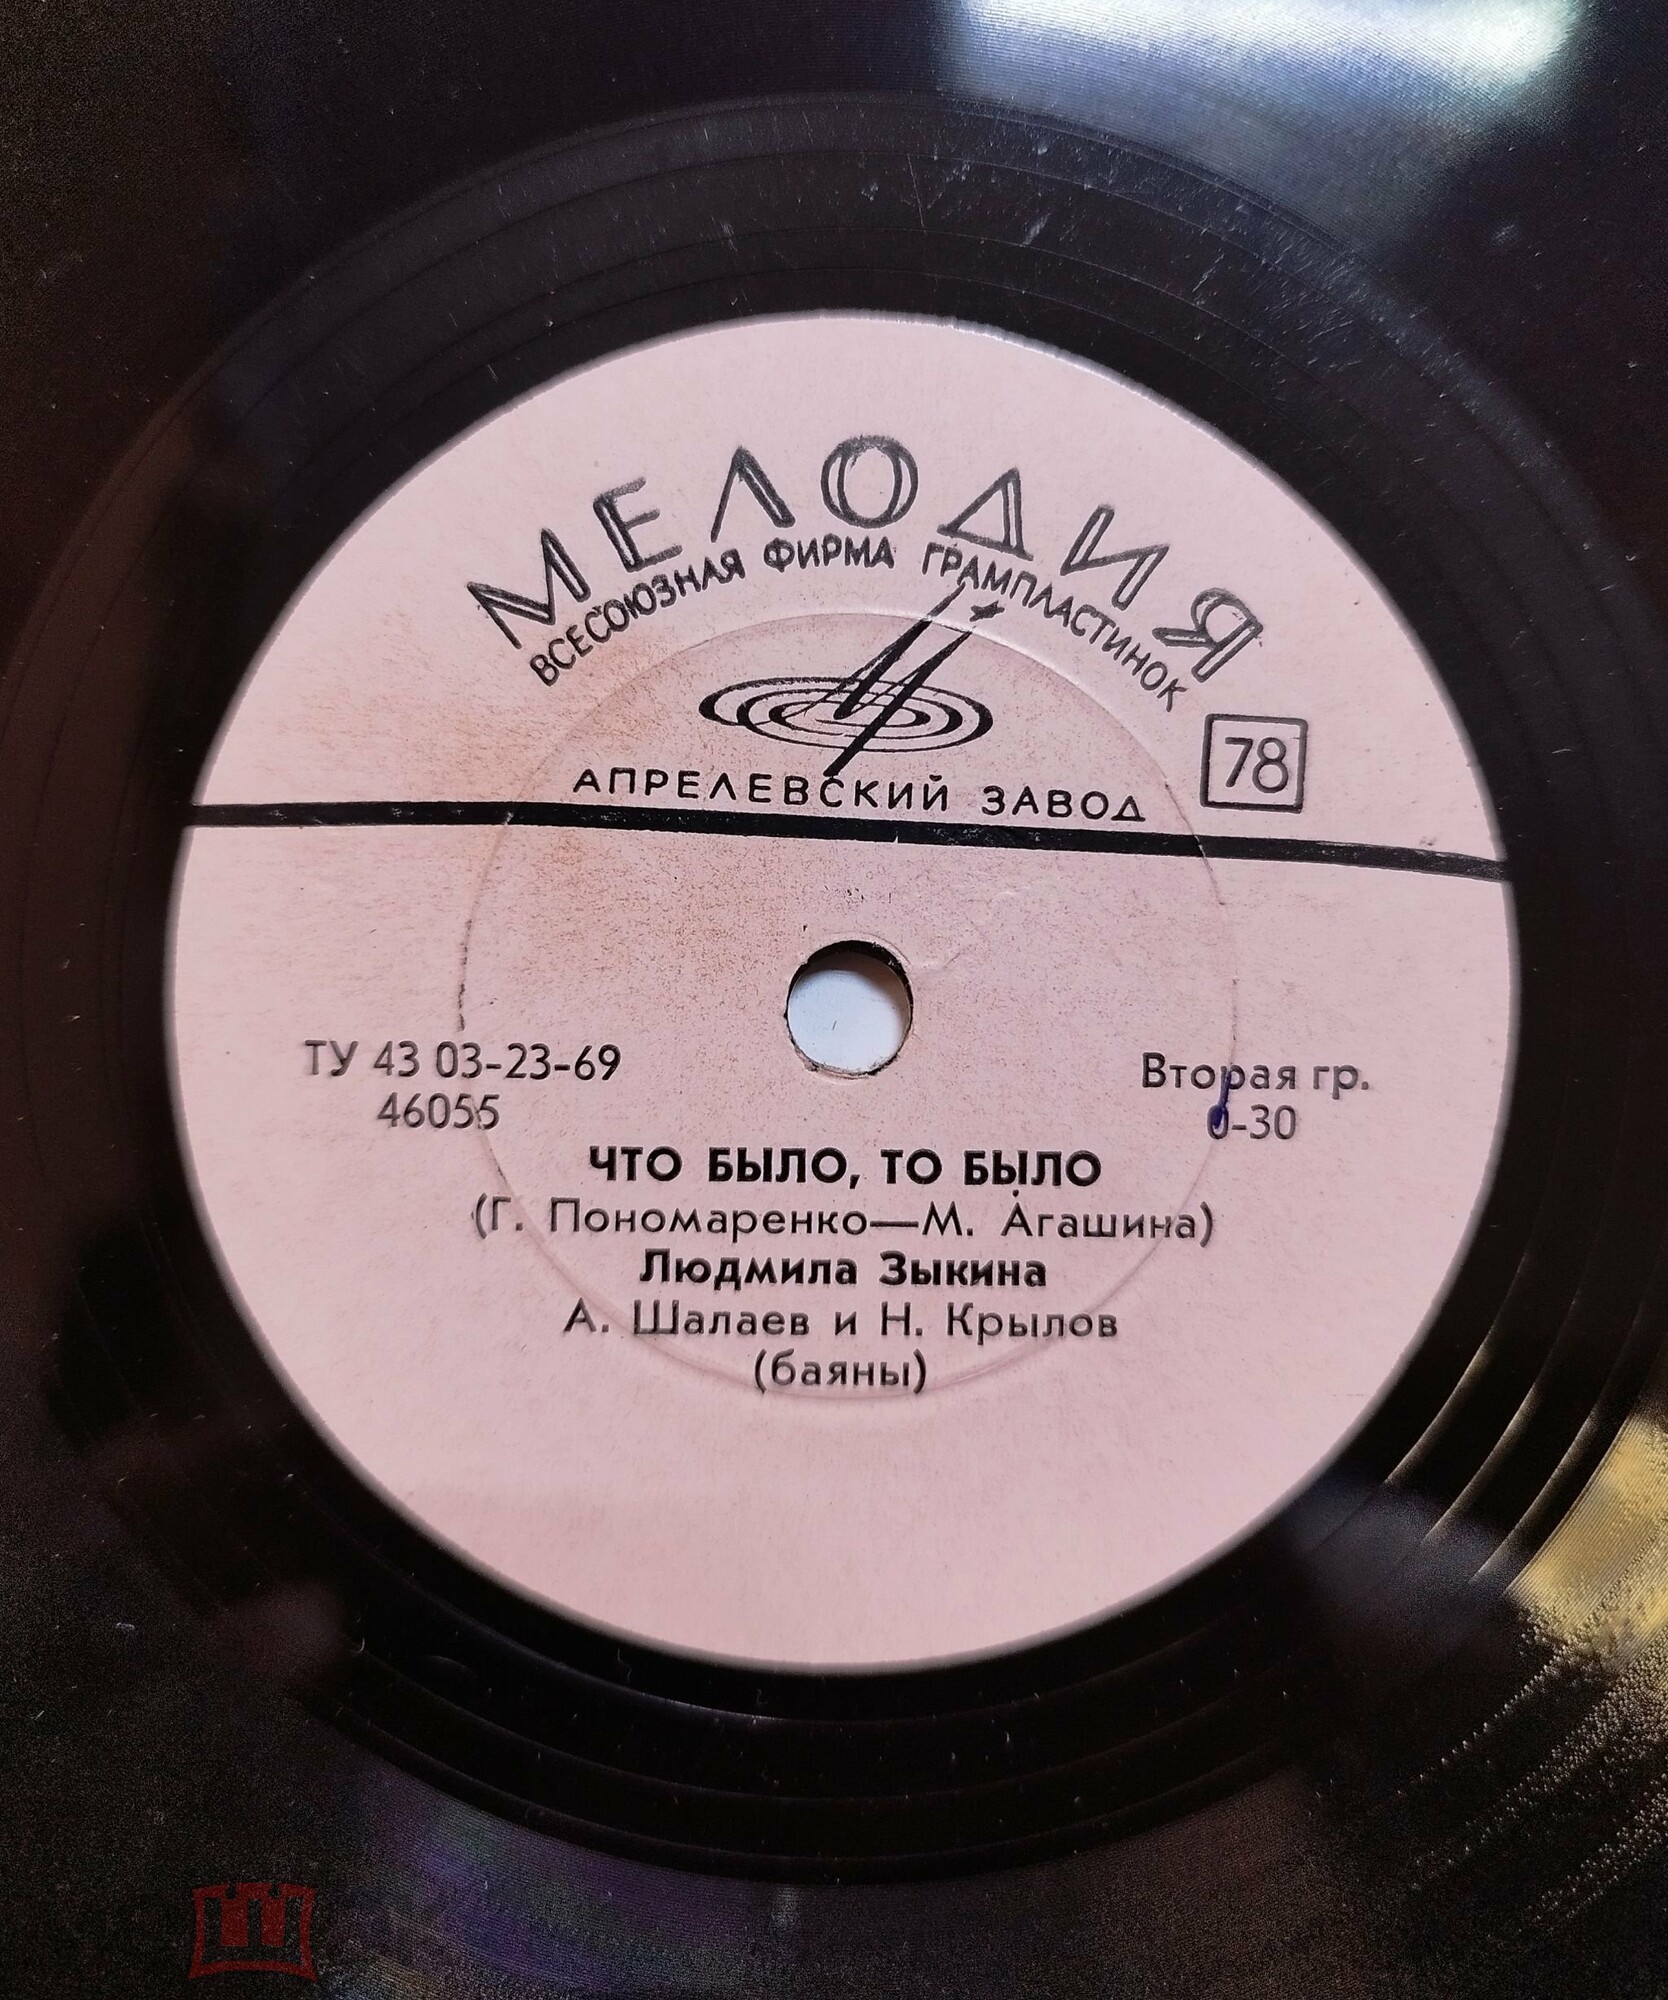 МЕЛОДИЯ
ВСЕСОЮЗНАЯ ФИРМА ГРАМПЛАСТИНОК
78
АПРЕЛЕВСКИЙ ЗАВОД
ТУ 43 03-23-69
46055
Вторая гр.
0-30
ЧТО БЫЛО, ТО БЫЛО
(Г. Пономаренко—М. Агашина)
Людмила Зыкина
А. Шалаев и Н. Крылов
(баяны)